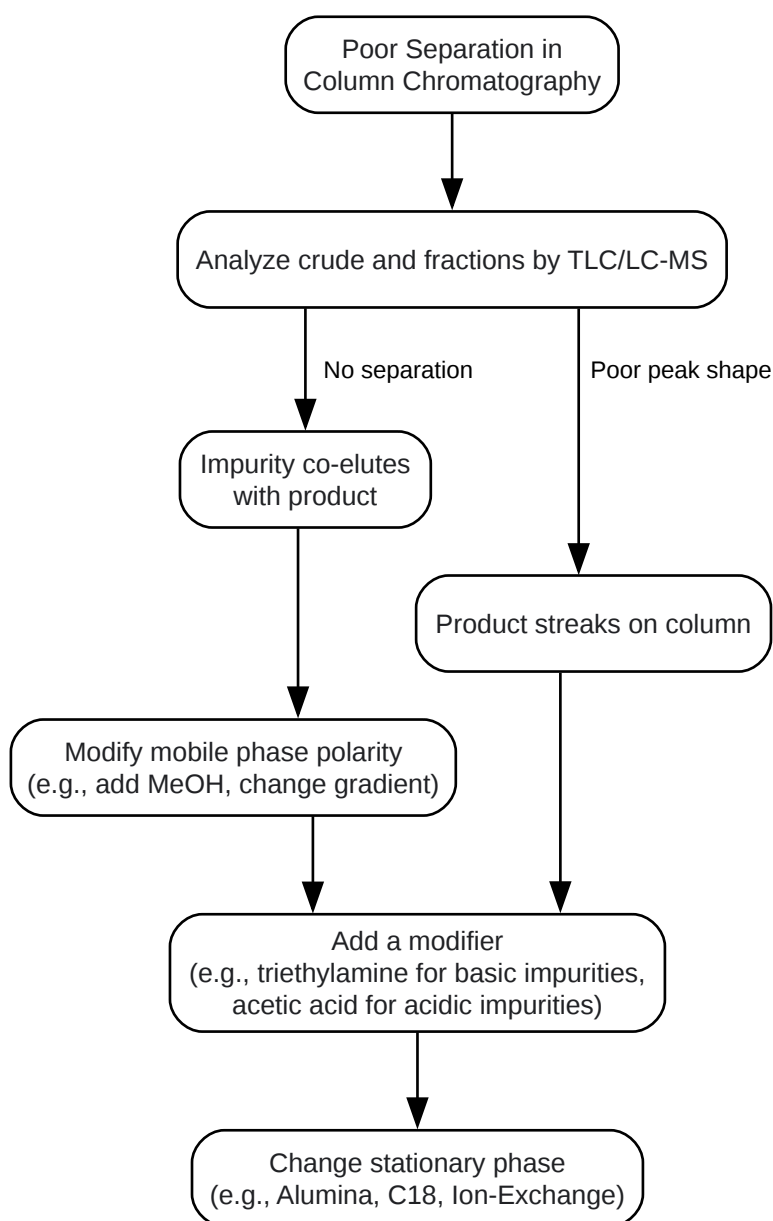 Poor Separation in
Column Chromatography
Analyze crude and fractions by TLC/LC-MS
No separation
Poor peak shape
Impurity co-elutes
with product
Product streaks on column
Modify mobile phase polarity
(e.g., add MeOH, change gradient)
Add a modifier
(e.g., triethylamine for basic impurities,
acetic acid for acidic impurities)
Change stationary phase
(e.g., Alumina, C18, Ion-Exchange)